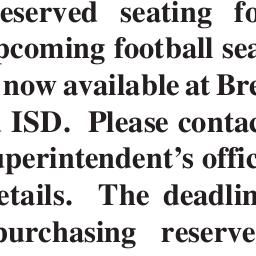 eserved seating fo
pcoming football sea
now available at Bre
ISD. Please contac
uperintendent's offic
etails. The deadlin
purchasing reserve